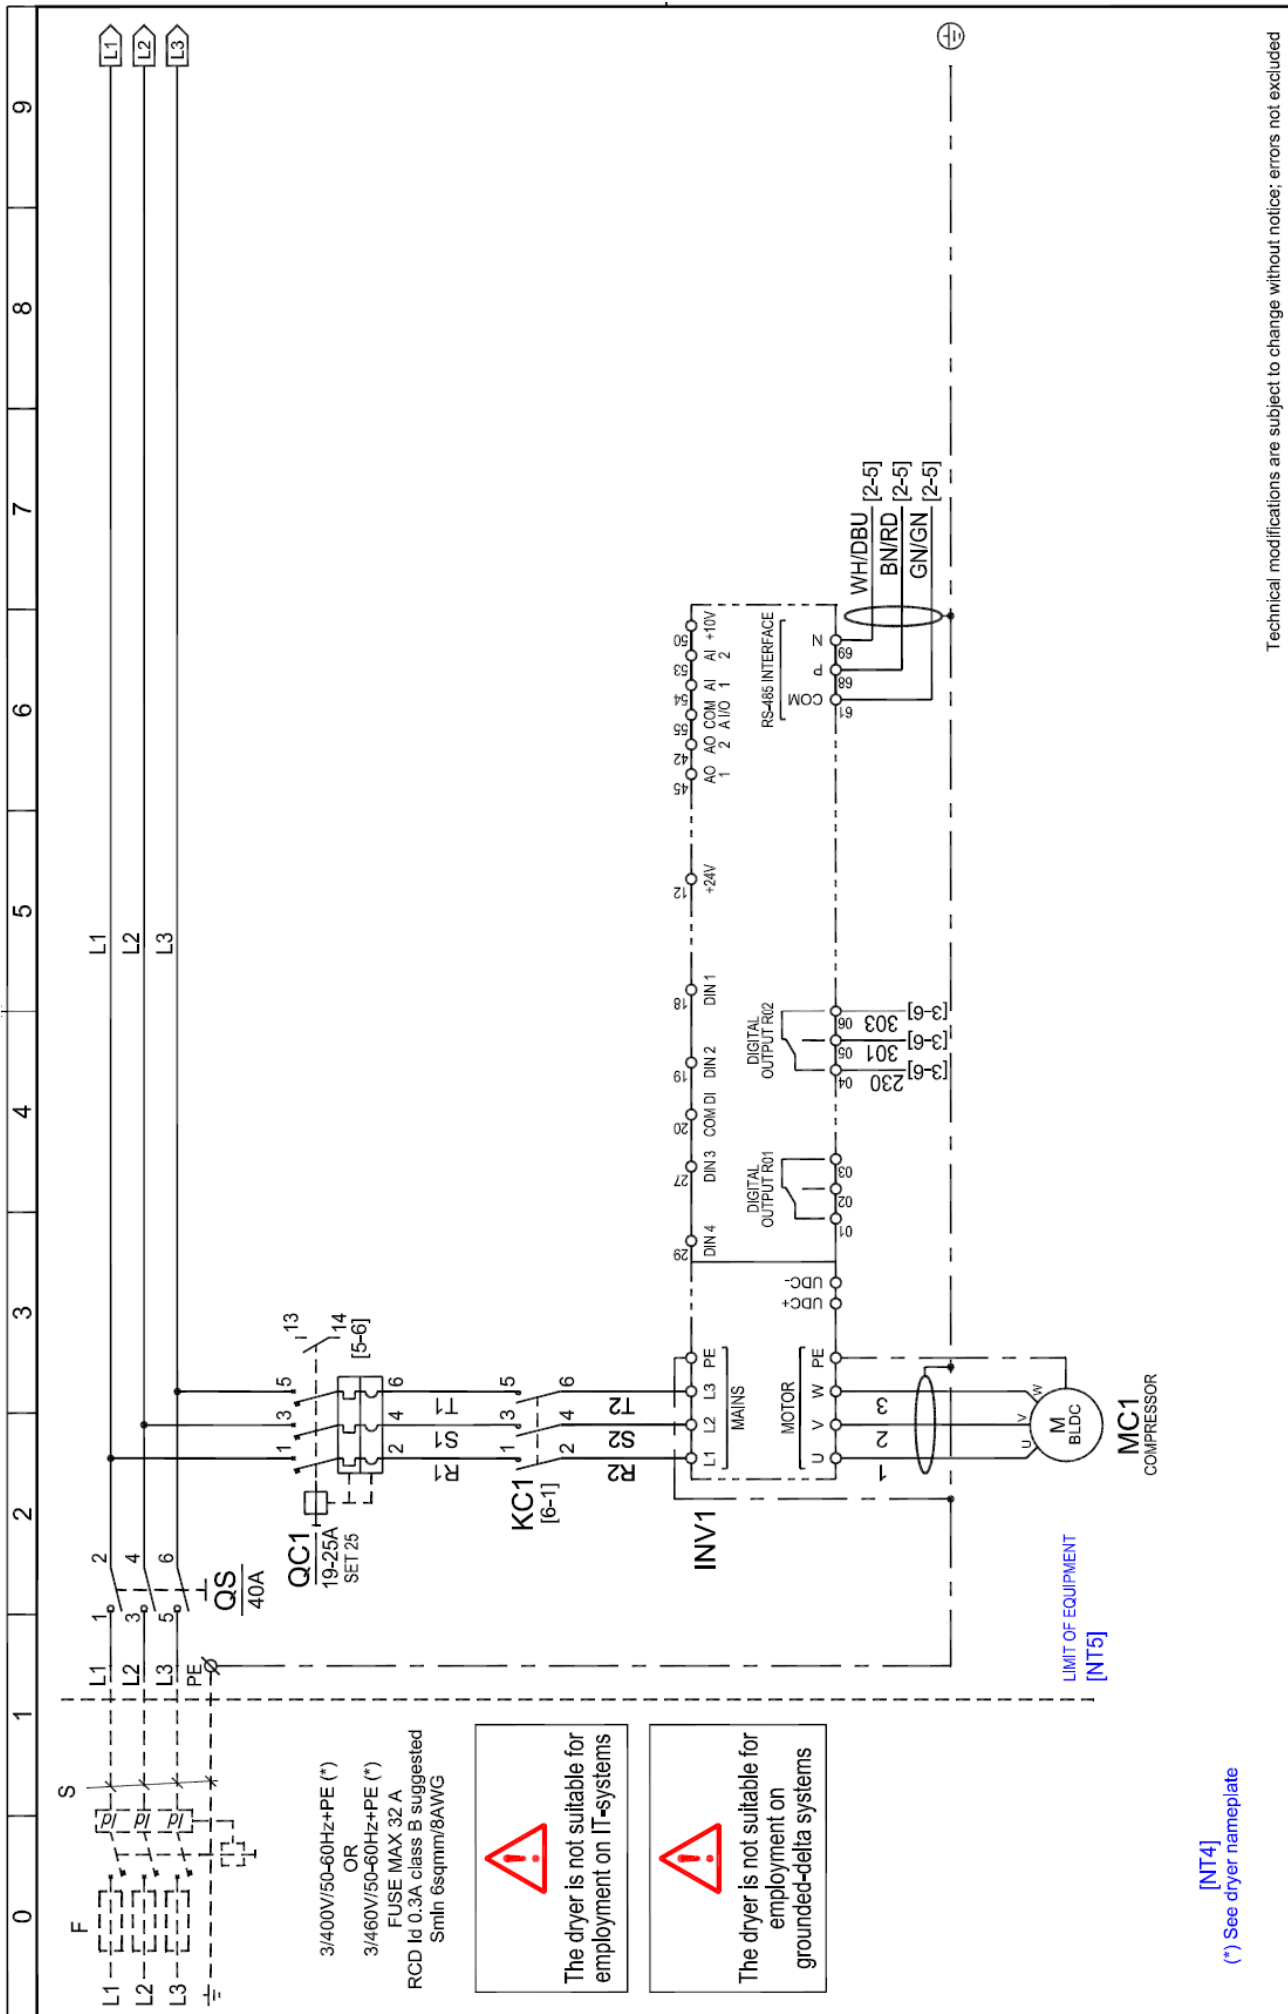 0 1 2 3 4 5 6 7 8 9
F
S
L1
L2
L3
Id
Id
Id
L1
L2
L3
PE
1 2
3 4
5 6
QS
40A
L1
L2
L3
L1
L2
L3
3/400V/50-60Hz+PE (*)
OR
3/460V/50-60Hz+PE (*)
FUSE MAX 32 A
RCD Id 0.3A class B suggested
Smin 6sqmm/8AWG
The dryer is not suitable for
employment on IT-systems
The dryer is not suitable for
employment on
grounded-delta systems
QC1
19-25A
SET 25
1 3 5
13
14
[5-6]
2 4 6
R1 S1 T1
KC1
[6-1]
1 3 5
2 4 6
R2 S2 T2
INV1
L1 L2 L3 PE
MAINS
MOTOR
U V W PE
UDC+ UDC-
29 27 20 19 18 12 45 42 55 54 53 50
DIN 4 DIN 3 COM DI DIN 2 DIN 1 +24V AO 1 AO 2 COM A I/O AI 1 AI 2 +10V
DIGITAL
OUTPUT R01
01 02 03
DIGITAL
OUTPUT R02
04 05 06
230 301 303
[3-6] [3-6] [3-6]
RS-485 INTERFACE
COM P N
61 68 69
WH/DBU [2-5]
BN/RD [2-5]
GN/GN [2-5]
1 2 3
U V W
M
BLDC
MC1
COMPRESSOR
LIMIT OF EQUIPMENT
[NT5]
[NT4]
(*) See dryer nameplate
Technical modifications are subject to change without notice; errors not excluded